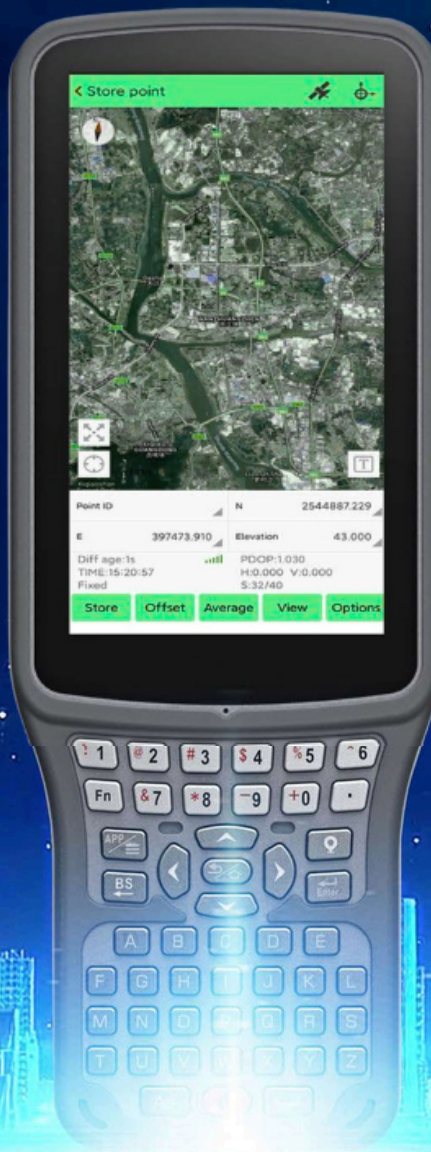 Store point
Point ID N 2544887.229
E 397473.910 Elevation 43.000
Diff age:1s PDOP:1.030
TIME:15:20:57 H:0.000 V:0.000
Fixed S:32/40
Store Offset Average View Options
! 1 @ 2 # 3 $ 4 % 5 ^ 6
Fn & 7 * 8 - 9 + 0 .
APP
BS Enter
A B C D E
F G H I J K L
M N O P Q R S
T U V W X Y Z